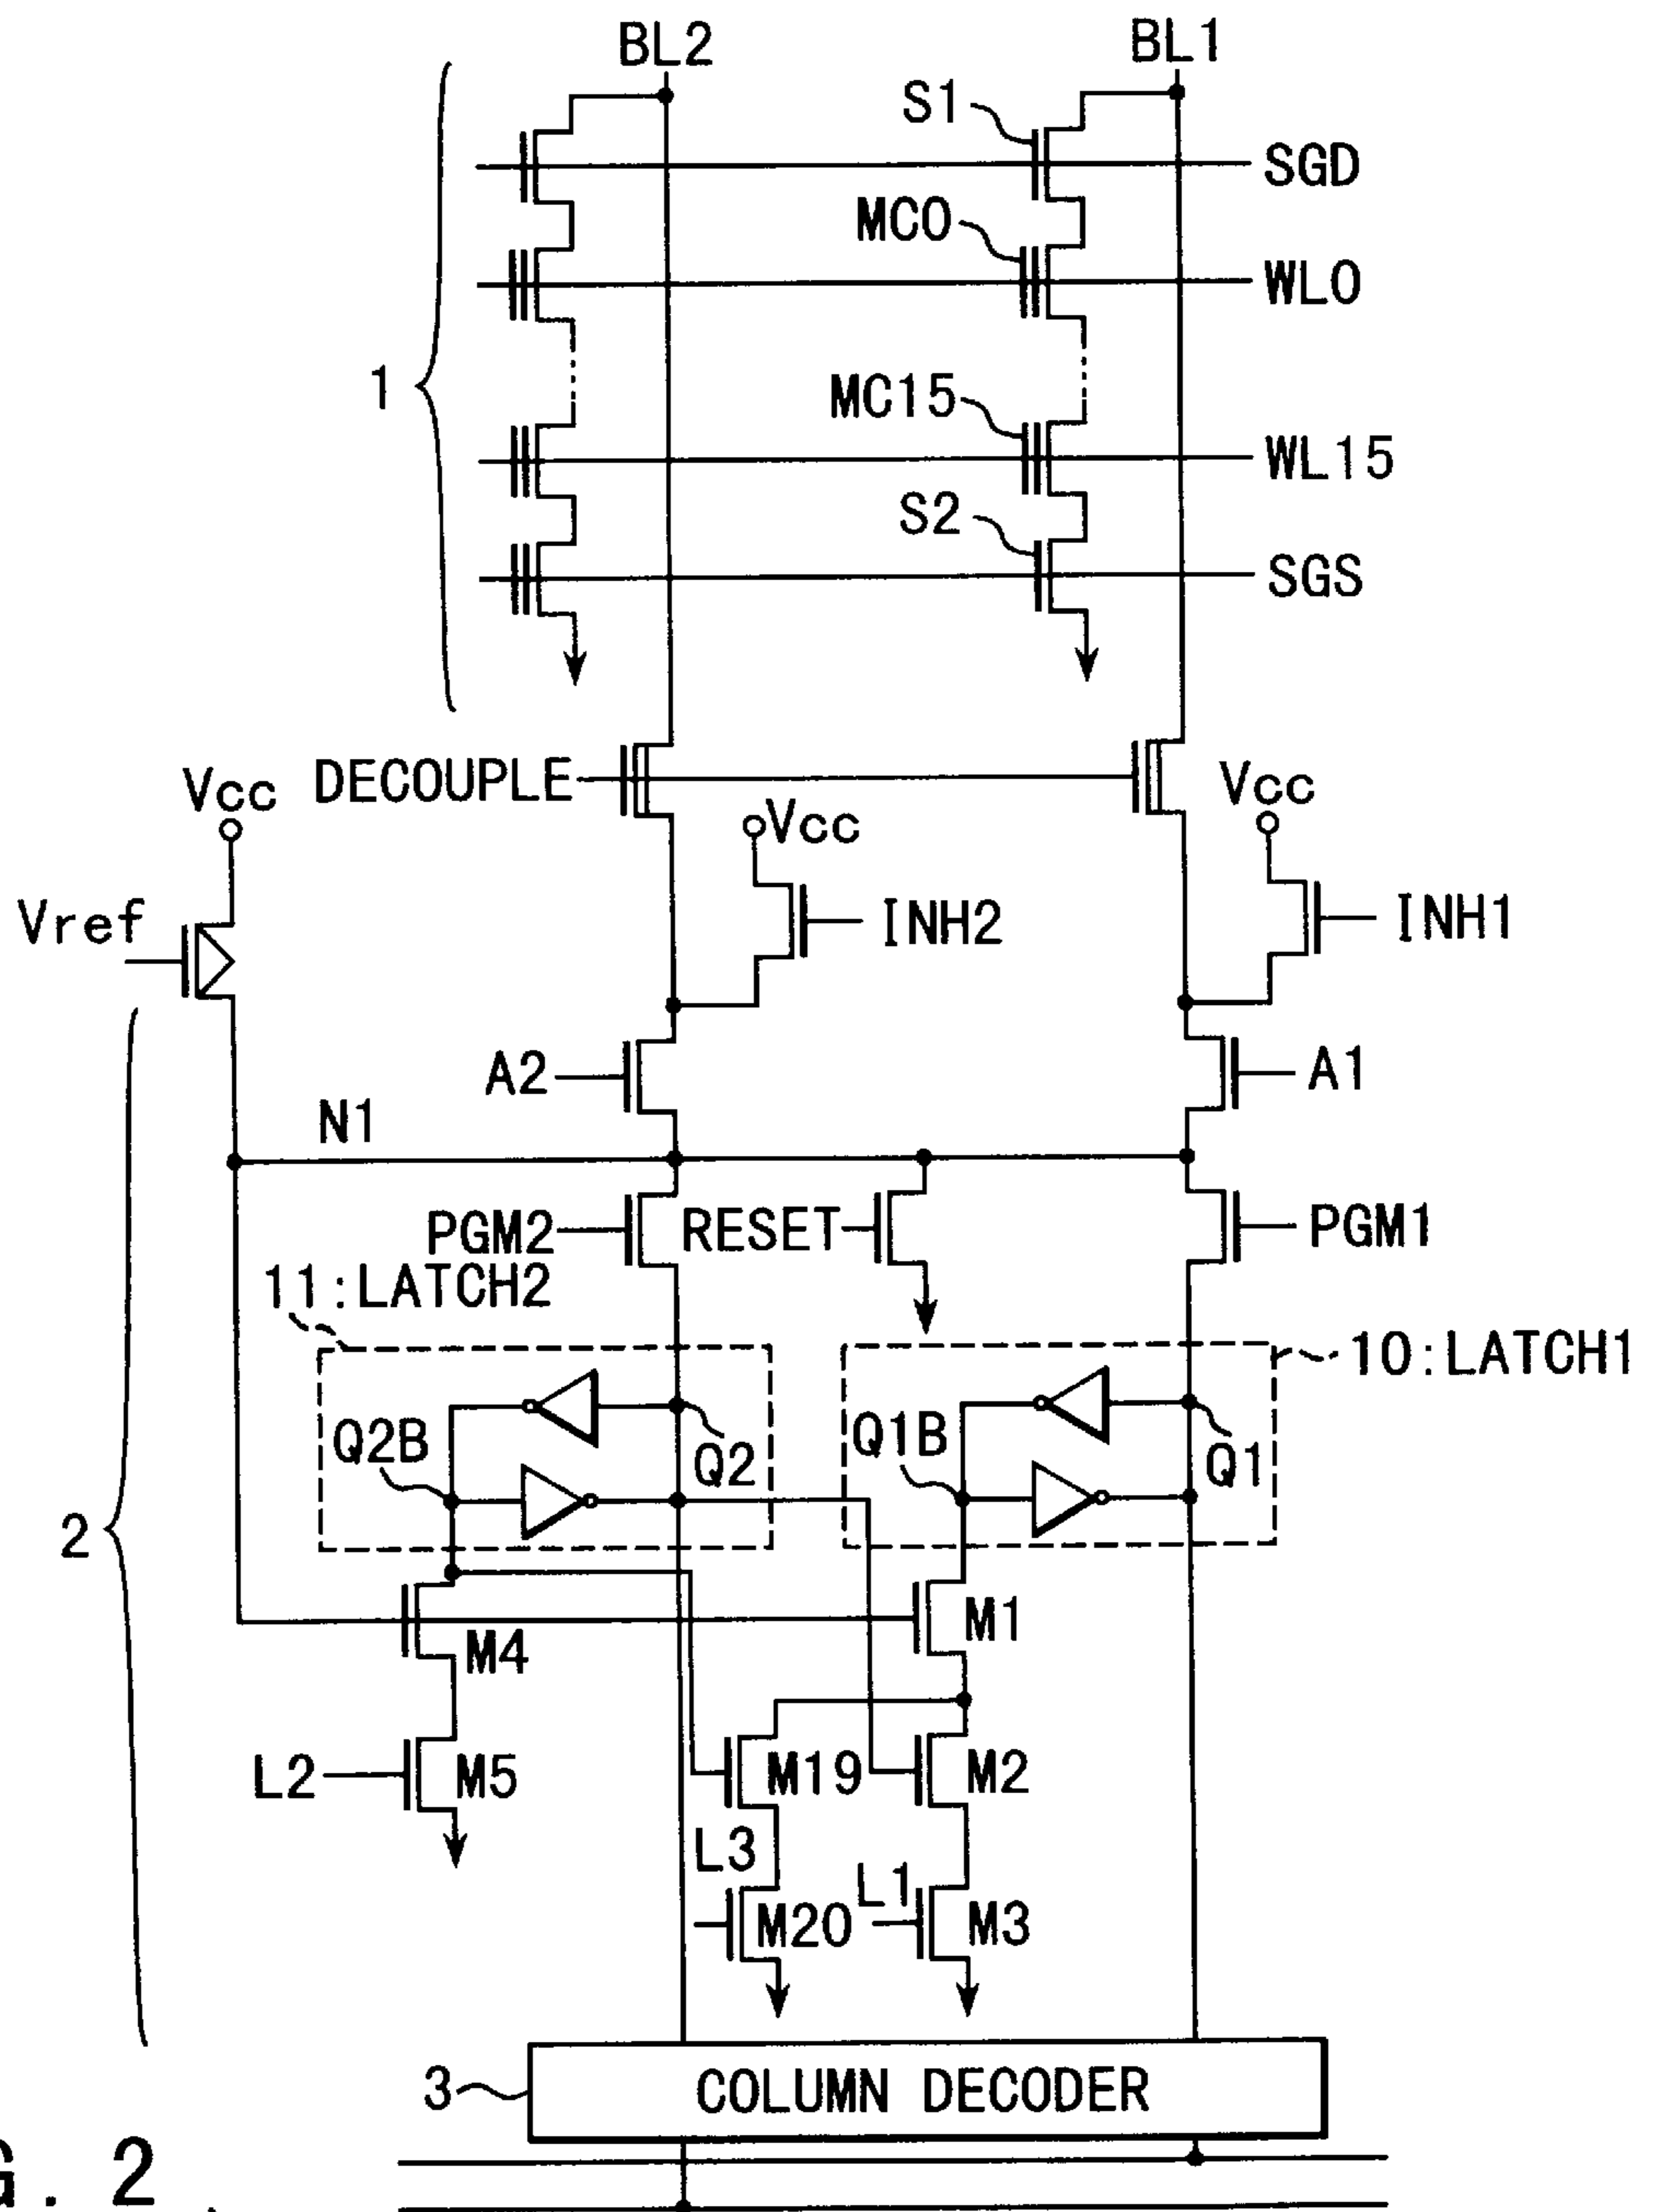 BL2 BL1
S1
SGD
MC0
WL0
1
MC15
WL15
S2
SGS
Vcc DECOUPLE Vcc Vcc
Vref INH2 INH1
A2 A1
N1
PGM2 RESET PGM1
11:LATCH2
10:LATCH1
Q2B Q2 Q1B Q1
2
M4 M1
L2 M5 M19 M2
L3 L1
M20 M3
3 COLUMN DECODER
G. 2